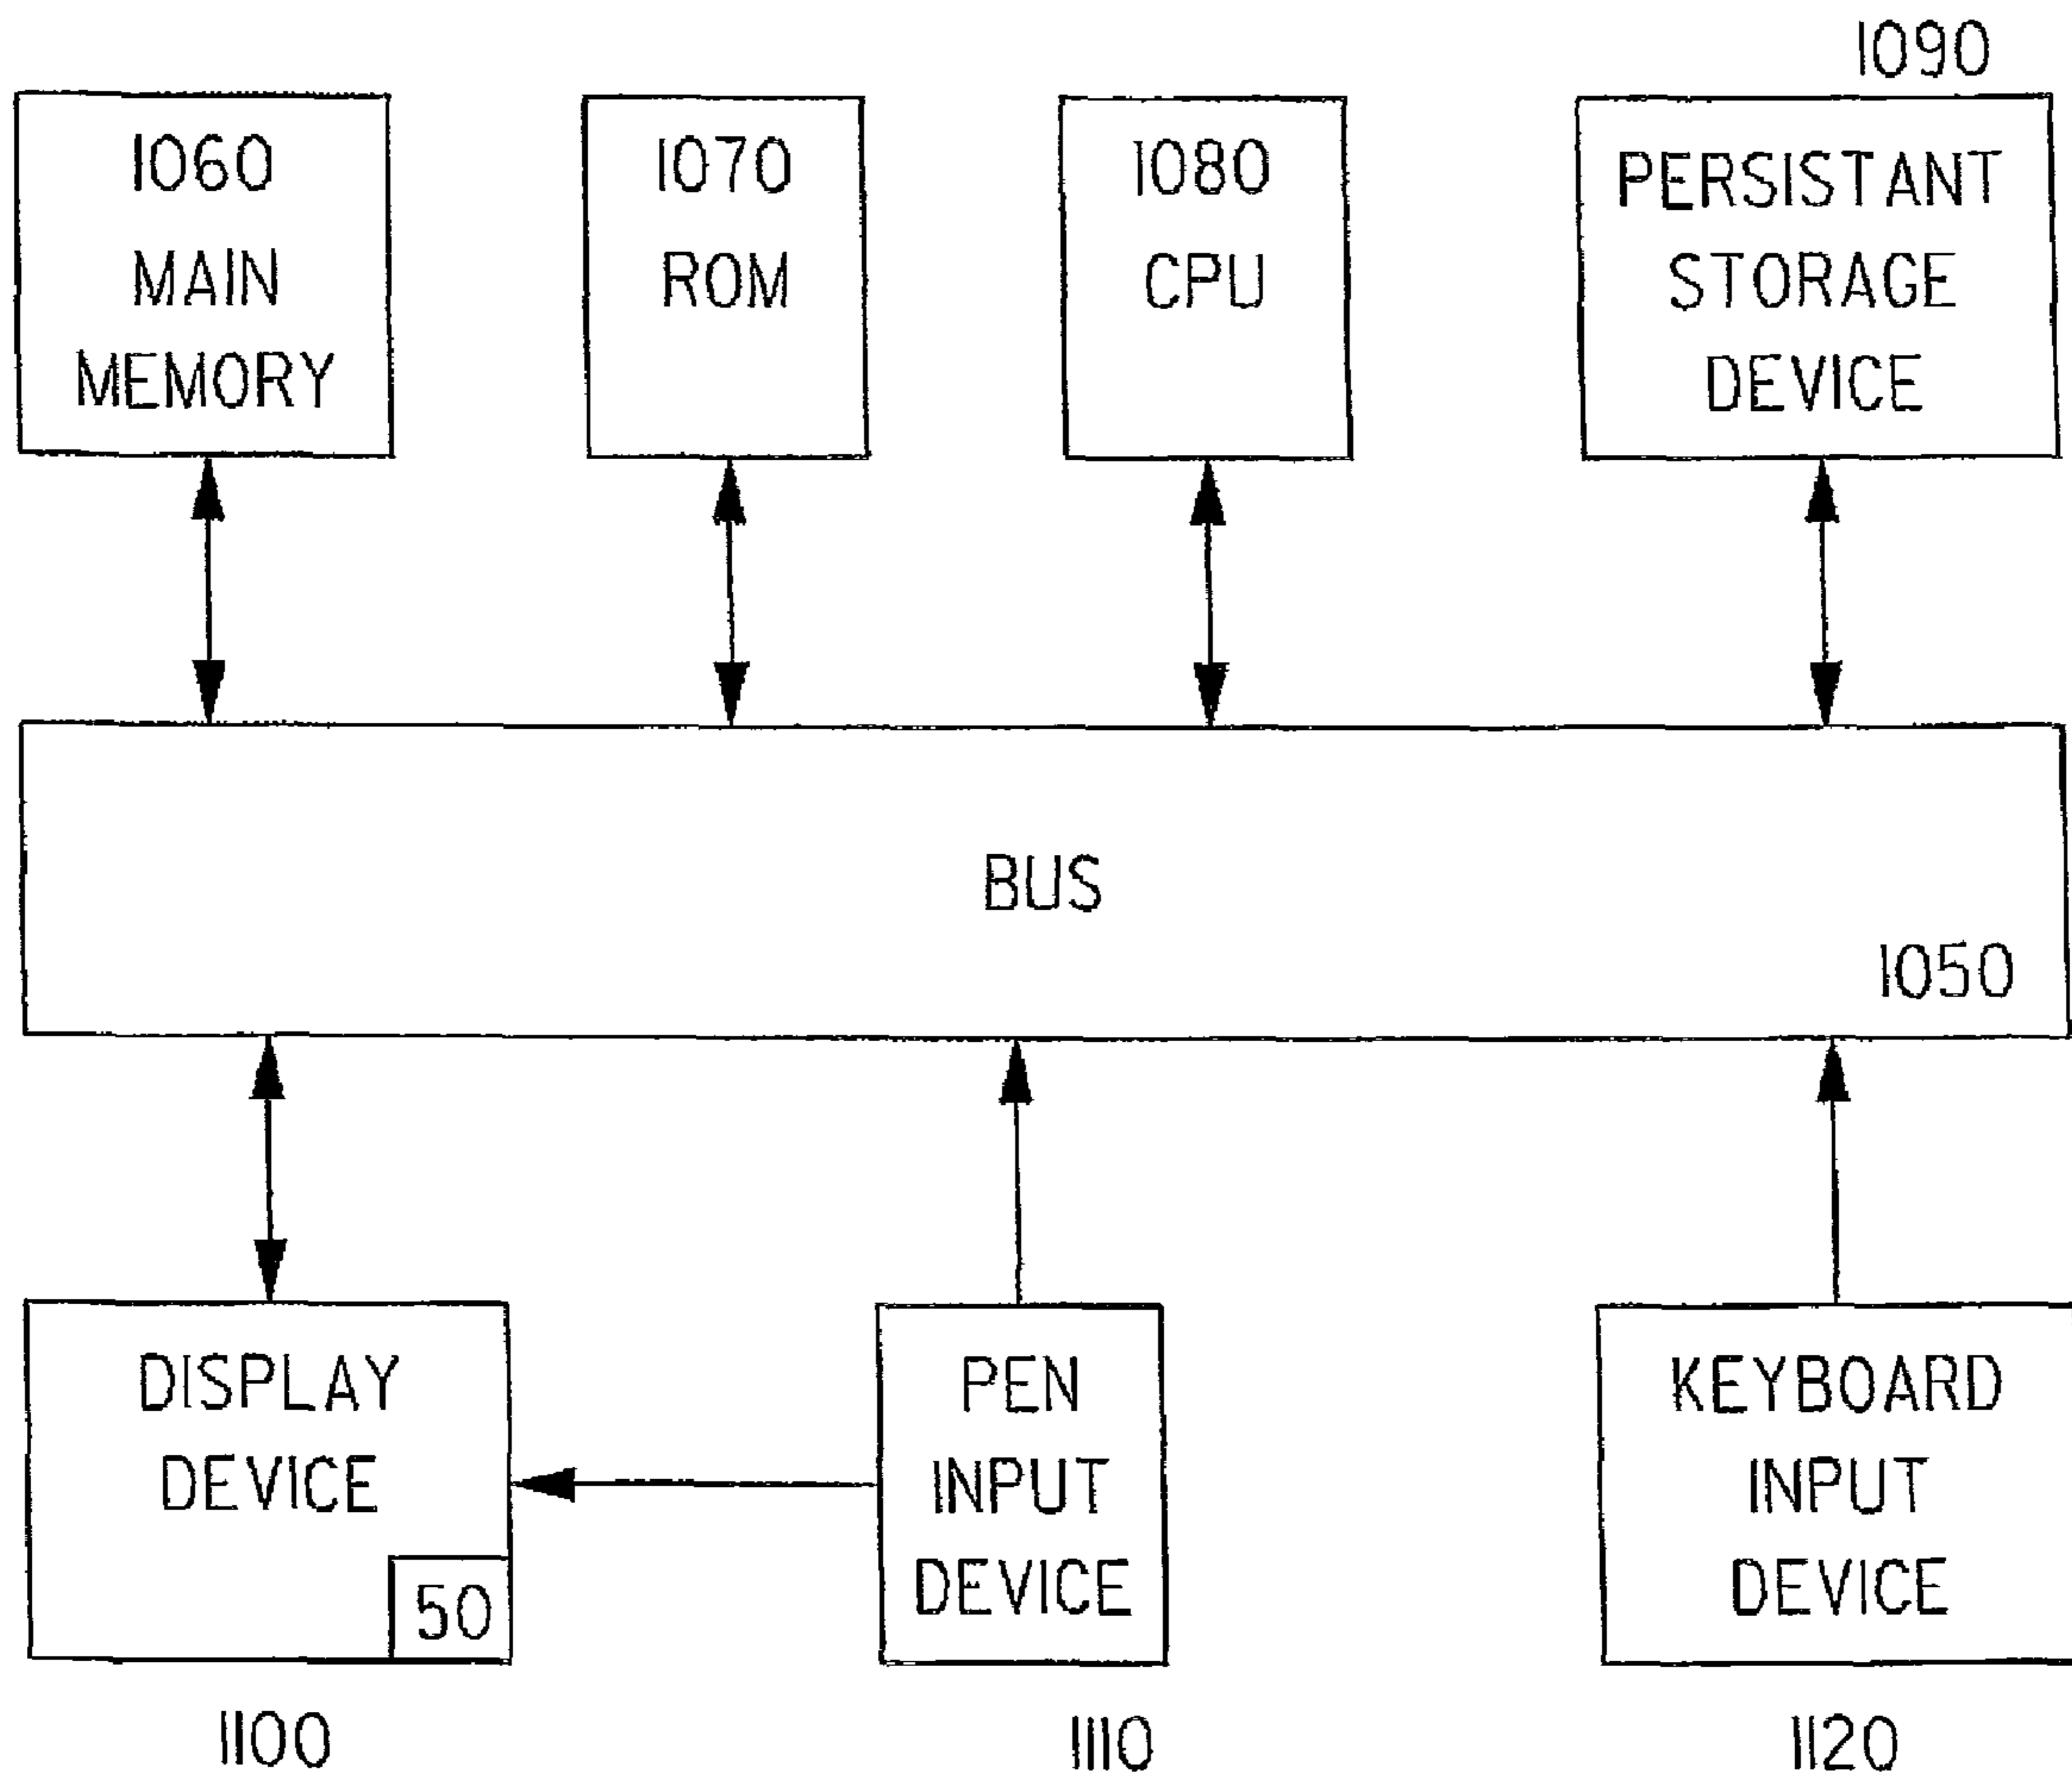 1090
1060
MAIN
MEMORY
1070
ROM
1080
CPU
PERSISTANT
STORAGE
DEVICE
BUS
1050
DISPLAY
DEVICE
50
PEN
INPUT
DEVICE
KEYBOARD
INPUT
DEVICE
1100
1110
1120